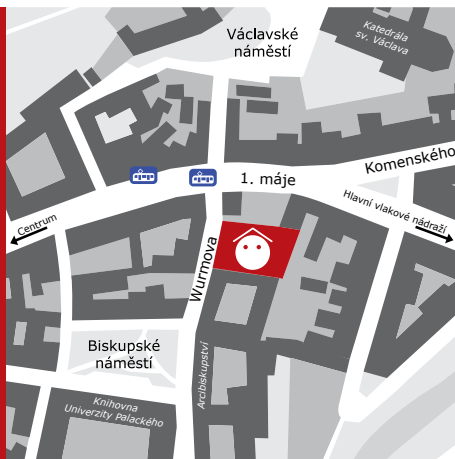 Václavské
náměstí
Katedrála
sv. Václava
Komenského
1. máje
Hlavní vlakové nádraží
Centrum
Wurmova
Biskupské
náměstí
Arcibiskupství
Knihovna
Univerzity Palackého